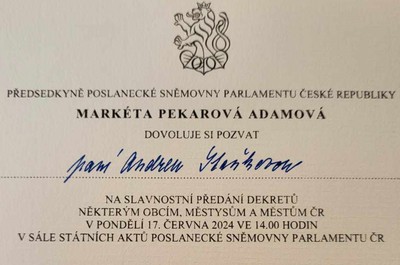 PŘEDSEDKYNĚ POSLANECKÉ SNĚMOVNY PARLAMENTU ČESKÉ REPUBLIKY
MARKÉTA PEKAROVÁ ADAMOVÁ
DOVOLUJE SI POZVAT
paní Andreu
NA SLAVNOSTNÍ PŘEDÁNÍ DEKRETŮ
NĚKTERÝM OBCÍM, MĚSTYSŮM A MĚSTŮM ČR
V PONDĚLÍ 17. ČERVNA 2024 VE 14.00 HODIN
V SÁLE STÁTNÍCH AKTŮ POSLANECKÉ SNĚMOVNY PARLAMENTU ČR